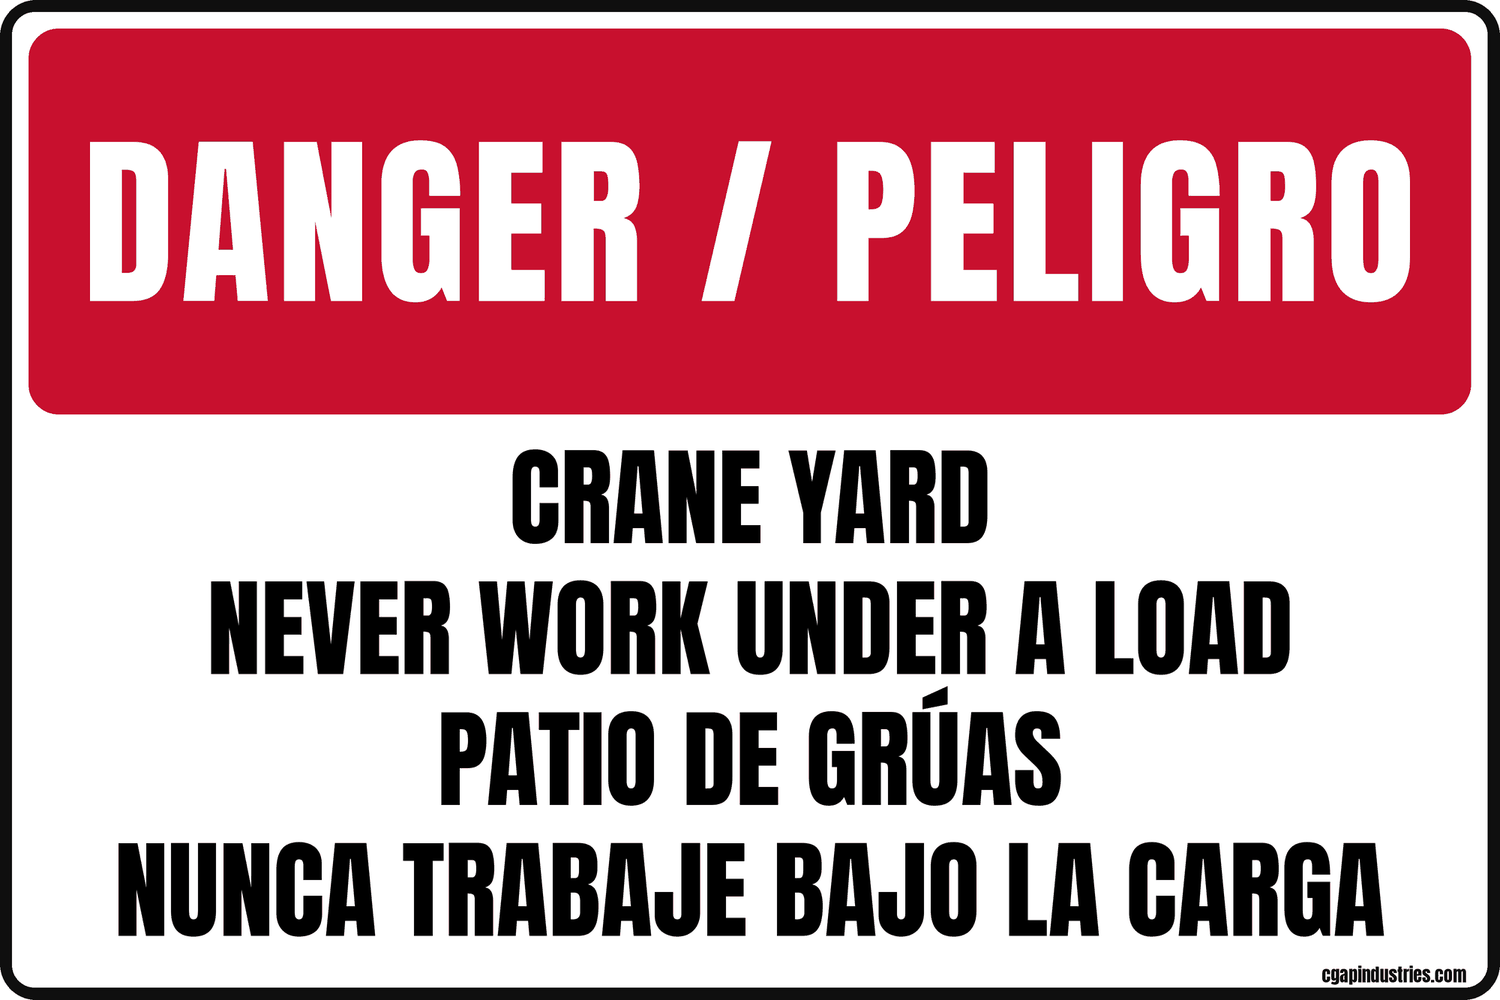 DANGER / PELIGRO
CRANE YARD
NEVER WORK UNDER A LOAD
PATIO DE GRÚAS
NUNCA TRABAJE BAJO LA CARGA
cgapindustries.com